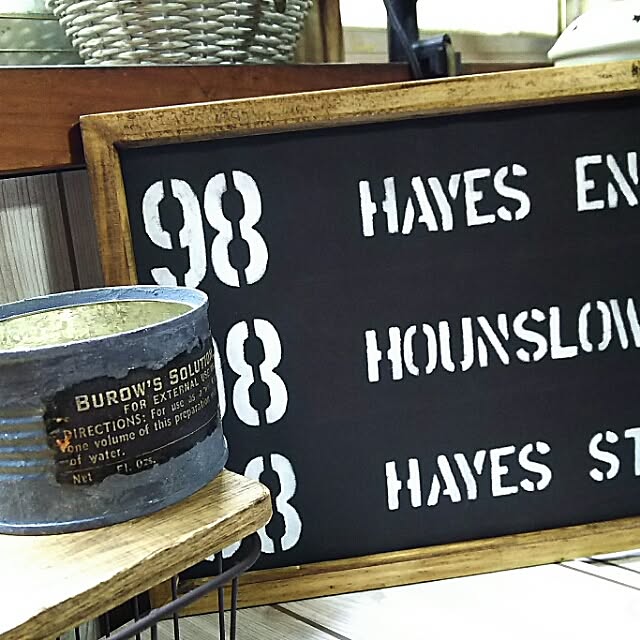 98 HAYES EN
98 HOUNSLOW
98 HAYES ST
BUROW'S SOLUTION
FOR EXTERNAL USE
DIRECTIONS: For use as
one volume of this preparation
of water.
Net Fl. Ozs.